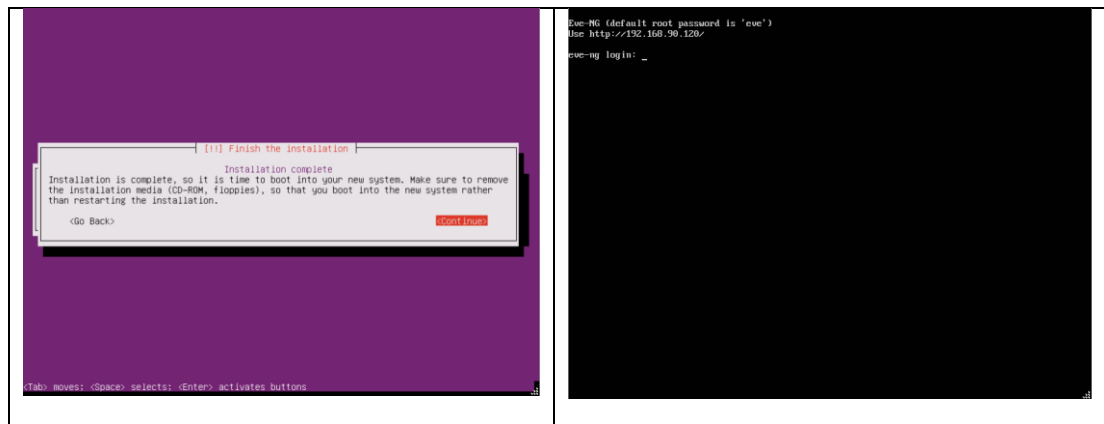 [!!] Finish the installation
Installation complete
Installation is complete, so it is time to boot into your new system. Make sure to remove
the installation media (CD-ROM, floppies), so that you boot into the new system rather
than restarting the installation.
<Go Back> <Continue>
<Tab> moves; <Space> selects; <Enter> activates buttons
Eve-NG (default root password is 'eve')
Use http://192.168.90.120/
eve-ng login: _